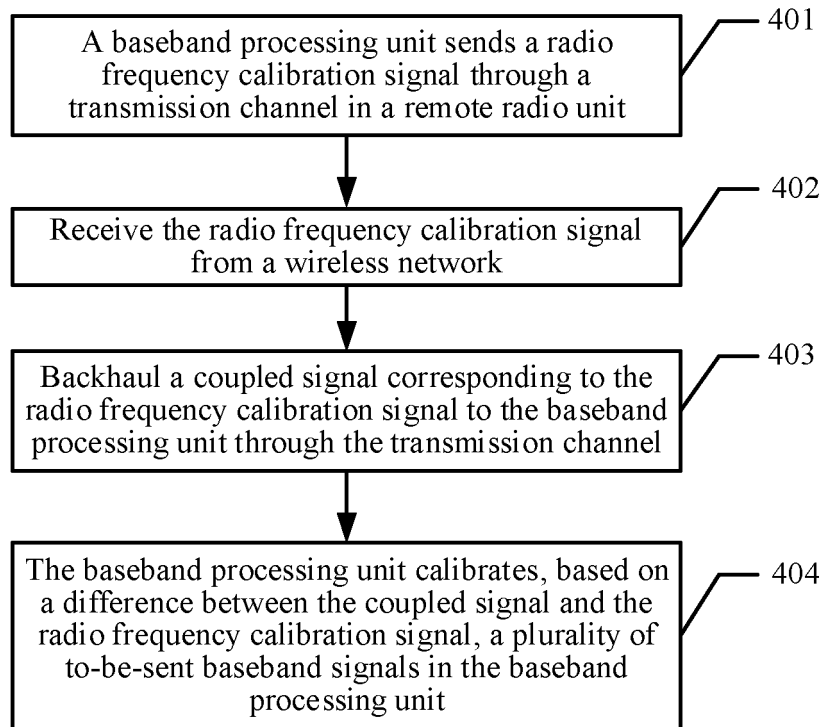 A baseband processing unit sends a radio
frequency calibration signal through a
transmission channel in a remote radio unit
401
Receive the radio frequency calibration signal
from a wireless network
402
Backhaul a coupled signal corresponding to the
radio frequency calibration signal to the baseband
processing unit through the transmission channel
403
The baseband processing unit calibrates, based on
a difference between the coupled signal and the
radio frequency calibration signal, a plurality of
to-be-sent baseband signals in the baseband
processing unit
404